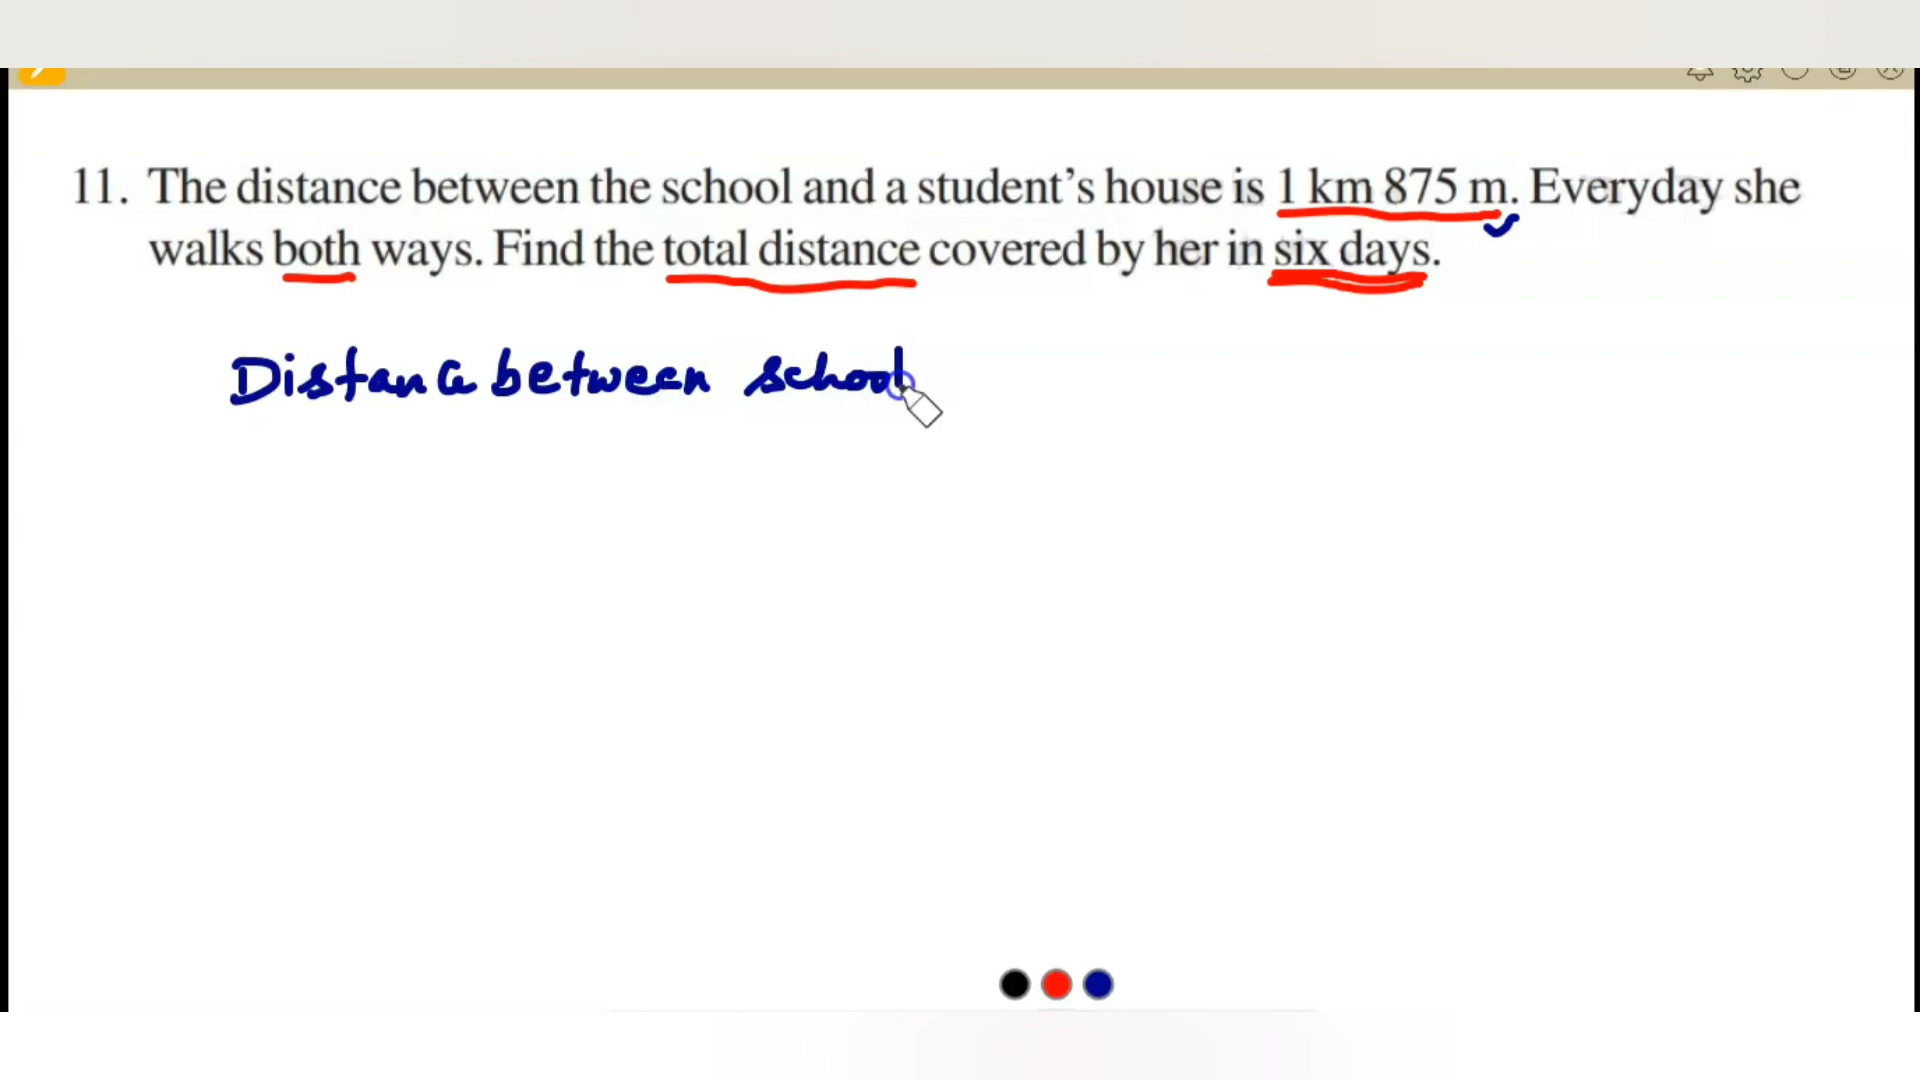 11. The distance between the school and a student’s house is 1 km 875 m. Everyday she
walks both ways. Find the total distance covered by her in six days.
Distance between school